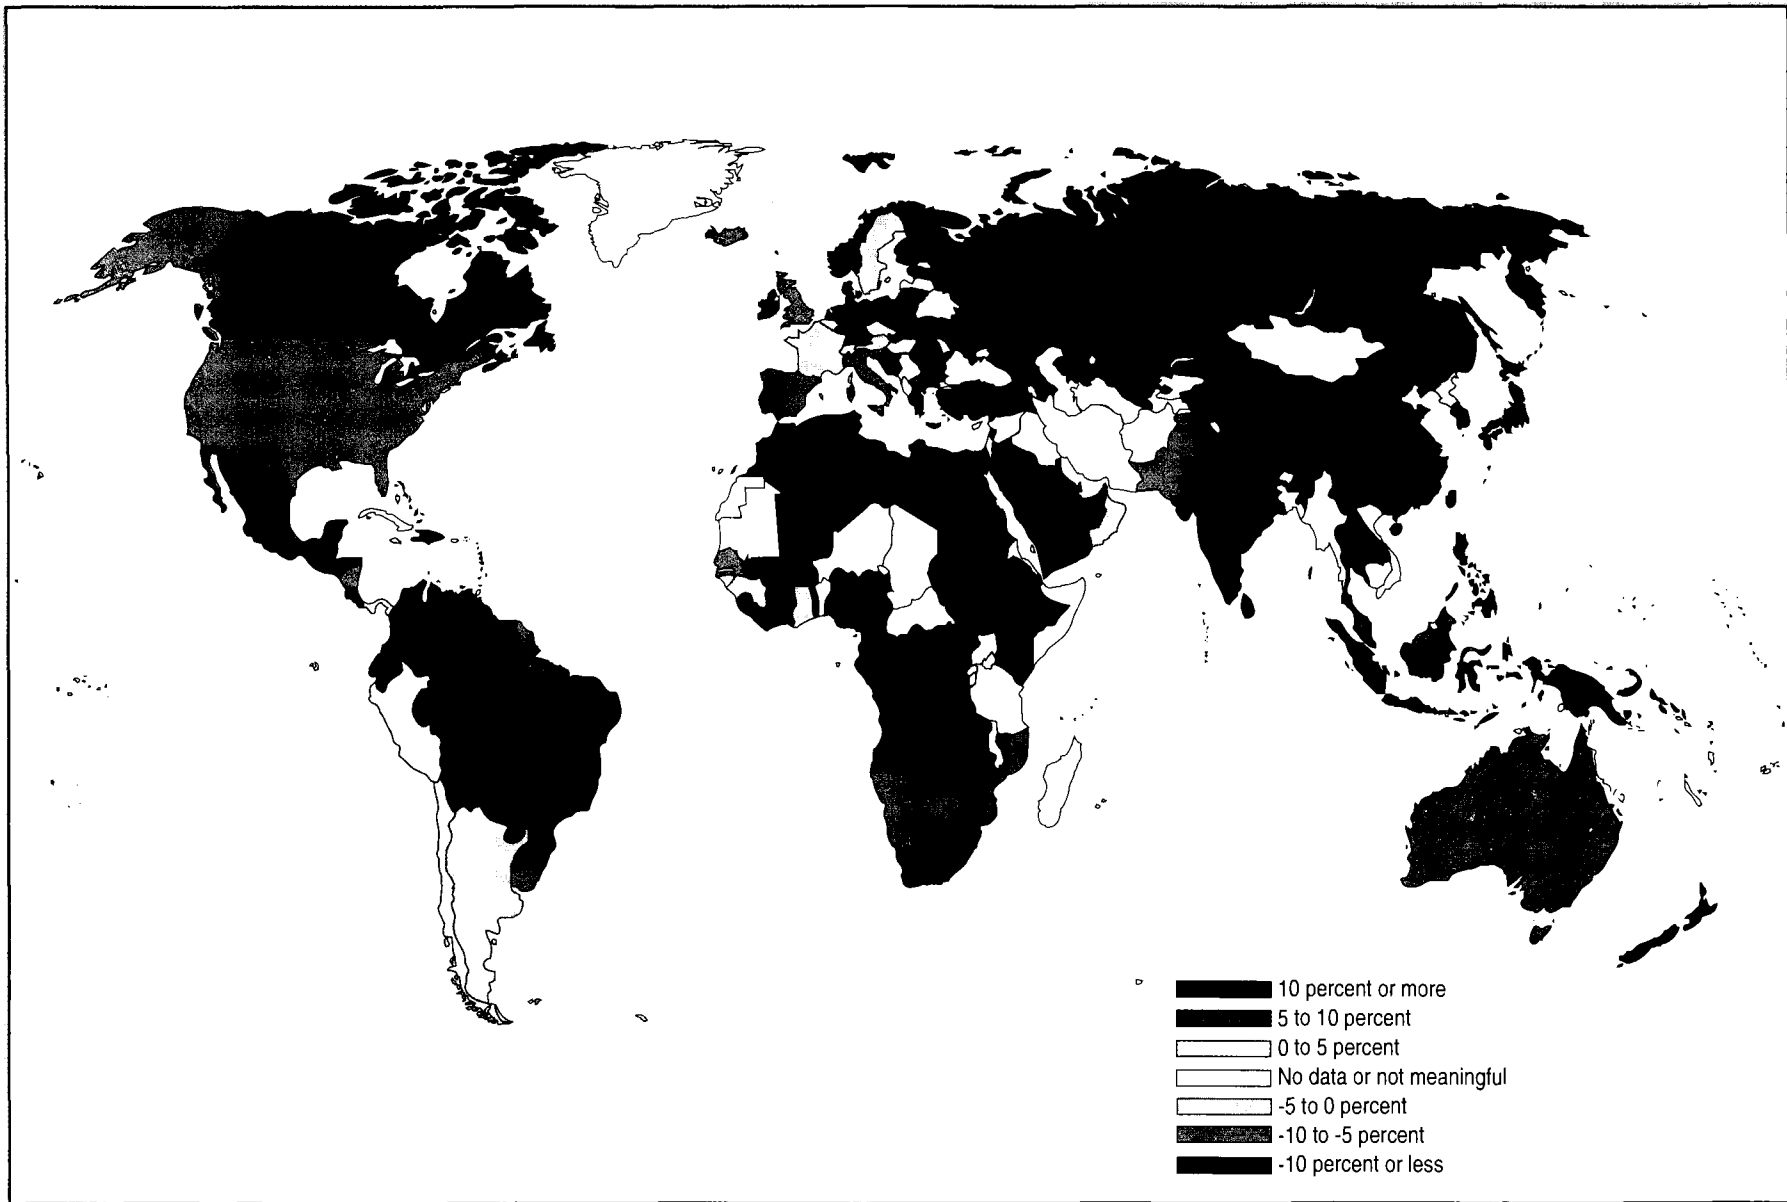 10 percent or more
5 to 10 percent
0 to 5 percent
No data or not meaningful
-5 to 0 percent
-10 to -5 percent
-10 percent or less